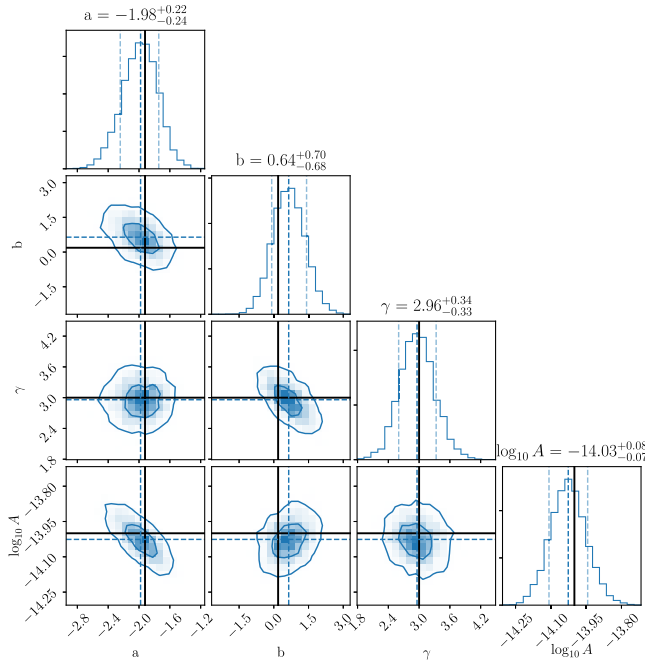 a = −1.98^{+0.22}_{−0.24}
b = 0.64^{+0.70}_{−0.68}
γ = 2.96^{+0.34}_{−0.33}
log₁₀ A = −14.03^{+0.08}_{−0.07}
b
3.0
1.5
0.0
−1.5
γ
4.2
3.6
3.0
2.4
1.8
log₁₀ A
−13.80
−13.95
−14.10
−14.25
−2.8 −2.4 −2.0 −1.6 −1.2
a
−1.5 0.0 1.5 3.0
b
1.8 2.4 3.0 3.6 4.2
γ
−14.25 −14.10 −13.95 −13.80
log₁₀ A